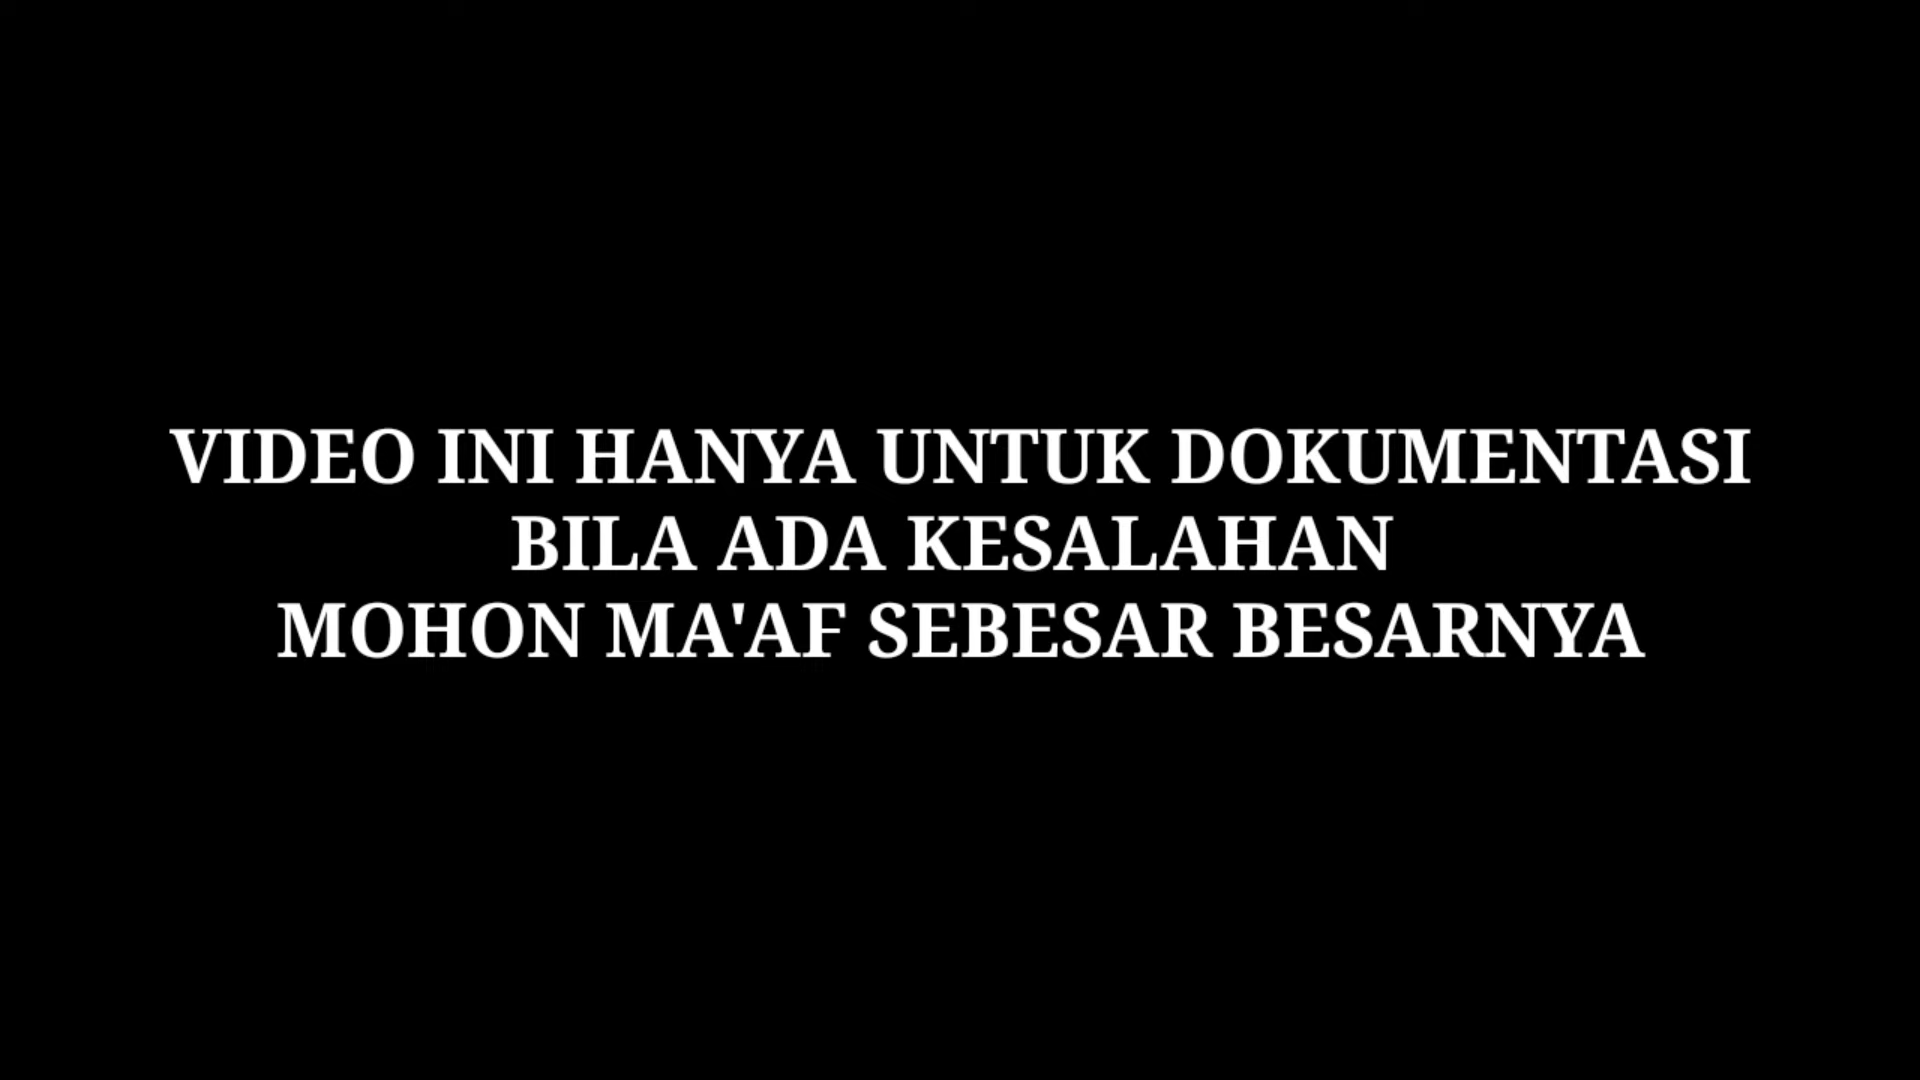 VIDEO INI HANYA UNTUK DOKUMENTASI
BILA ADA KESALAHAN
MOHON MA'AF SEBESAR BESARNYA